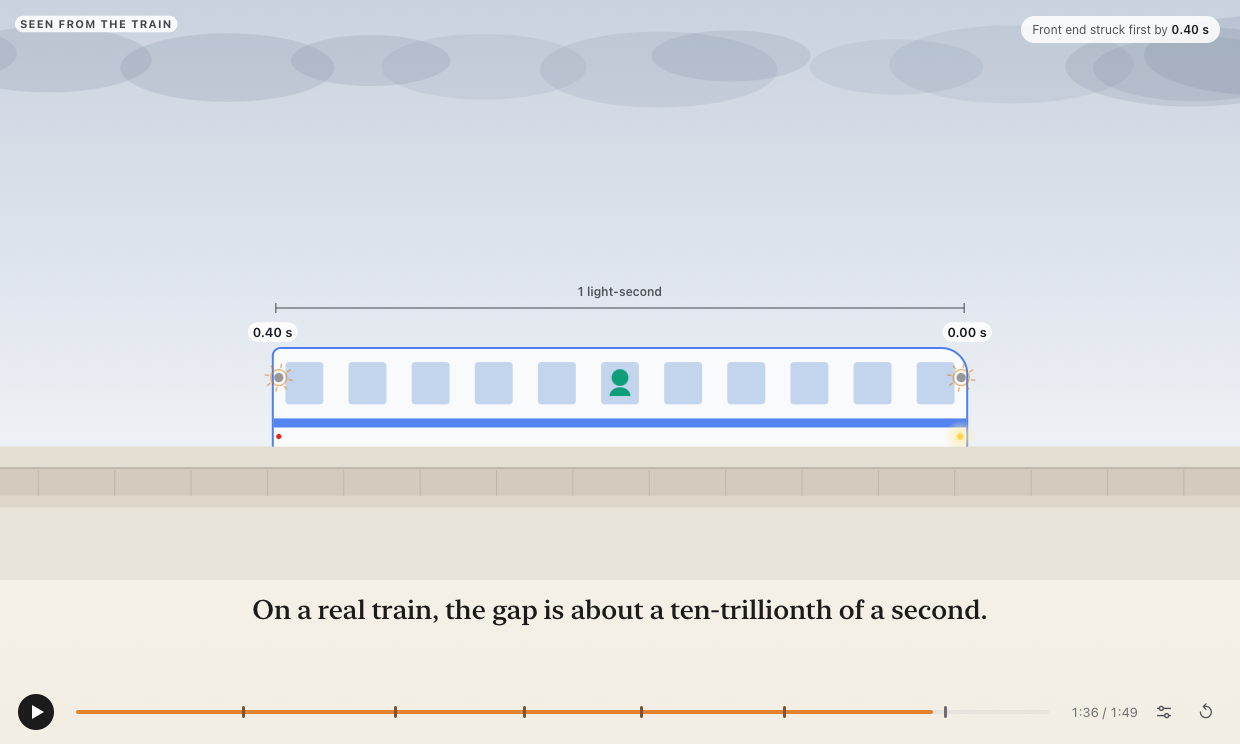 SEEN FROM THE TRAIN
Front end struck first by 0.40 s
1 light-second
0.40 s
0.00 s
On a real train, the gap is about a ten-trillionth of a second.
1:36 / 1:49